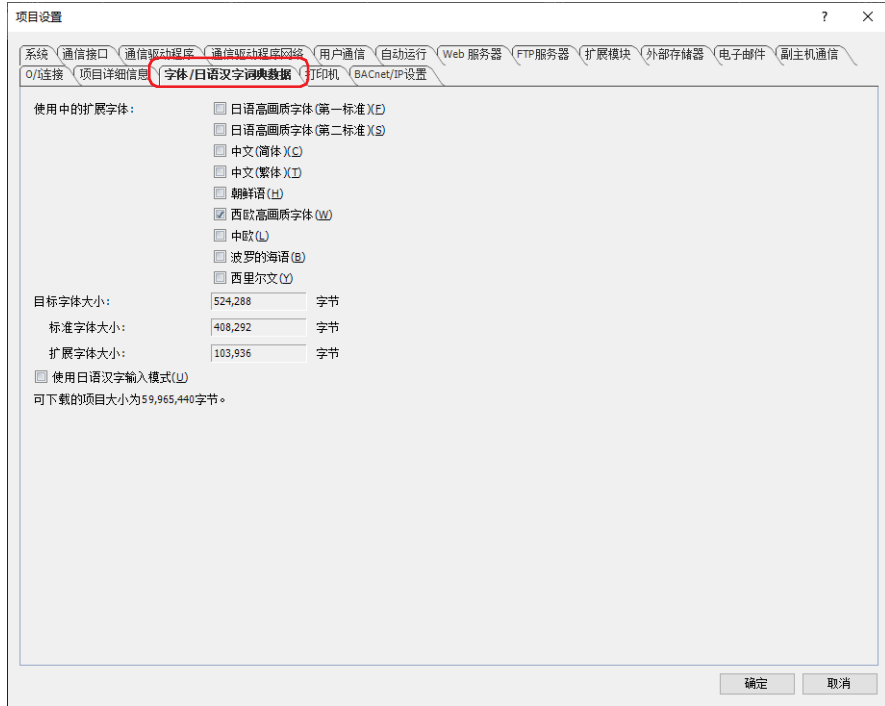 项目设置 ? ×
系统 通信接口 通信驱动程序 通信驱动程序网络 用户通信 自动运行 Web 服务器 FTP服务器 扩展模块 外部存储器 电子邮件 副主机通信
O/I连接 项目详细信息 字体/日语汉字词典数据 打印机 BACnet/IP设置
使用中的扩展字体: 日语高画质字体(第一标准)(F)
日语高画质字体(第二标准)(S)
中文(简体)(C)
中文(繁体)(T)
朝鲜语(H)
西欧高画质字体(W)
中欧(L)
波罗的海语(B)
西里尔文(Y)
目标字体大小: 524,288 字节
标准字体大小: 408,292 字节
扩展字体大小: 103,936 字节
使用日语汉字输入模式(U)
可下载的项目大小为59,965,440字节。
确定 取消